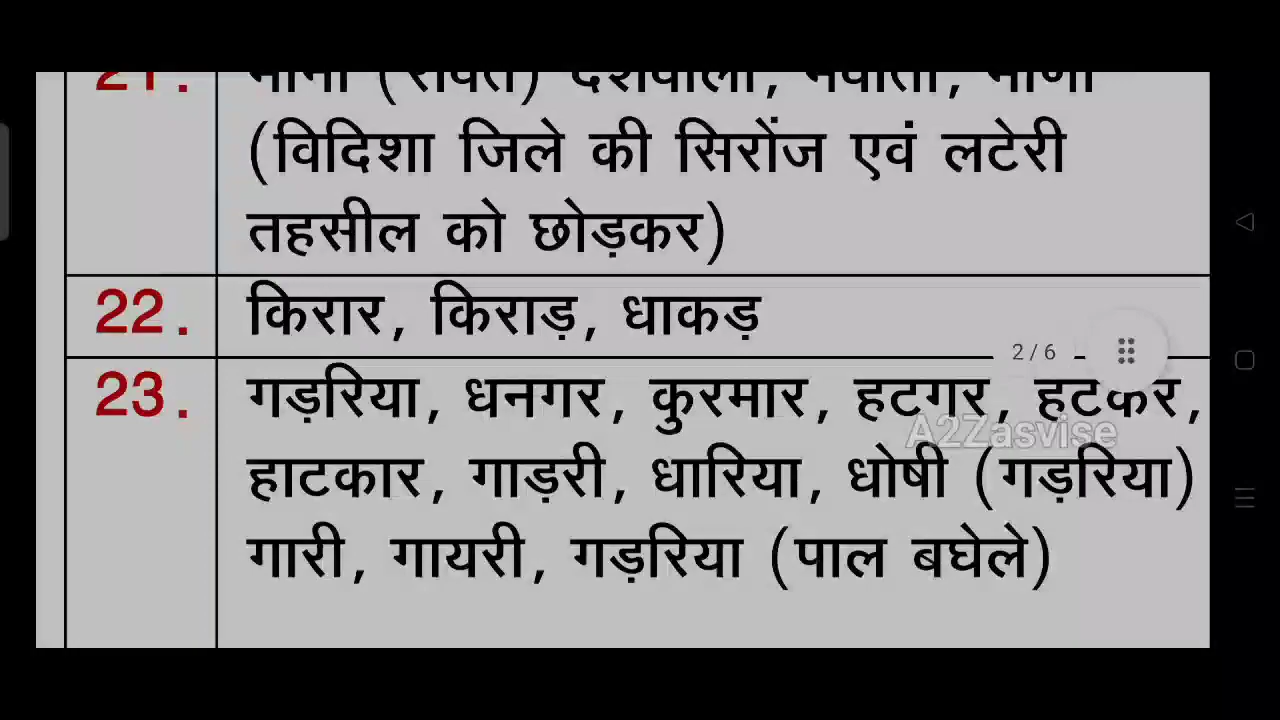 21.
(विदिशा जिले की सिरोंज एवं लटेरी
तहसील को छोड़कर)
22. किरार, किराड़, धाकड़
2/6
23. गड़रिया, धनगर, कुरमार, हटगर, हटकर,
A2Zasvise
हाटकार, गाड़री, धारिया, धोषी (गड़रिया)
गारी, गायरी, गड़रिया (पाल बघेले)